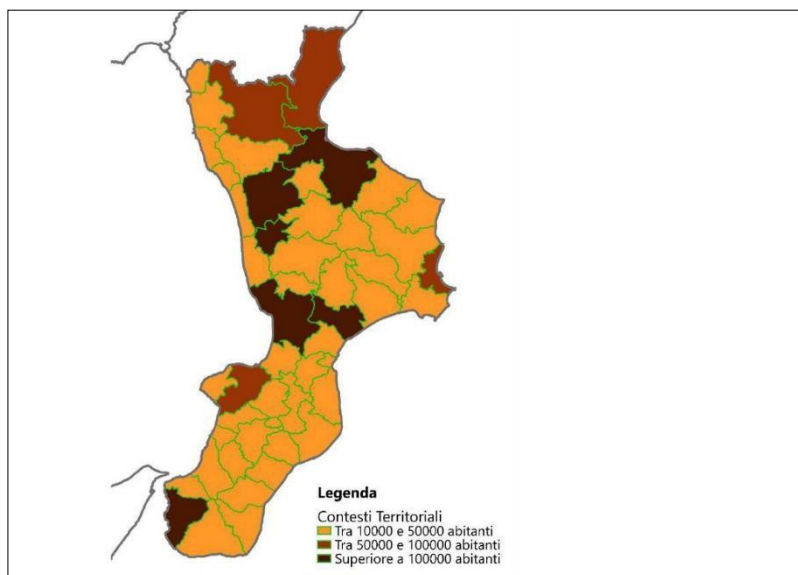 Legenda
Contesti Territoriali
Tra 10000 e 50000 abitanti
Tra 50000 e 100000 abitanti
Superiore a 100000 abitanti